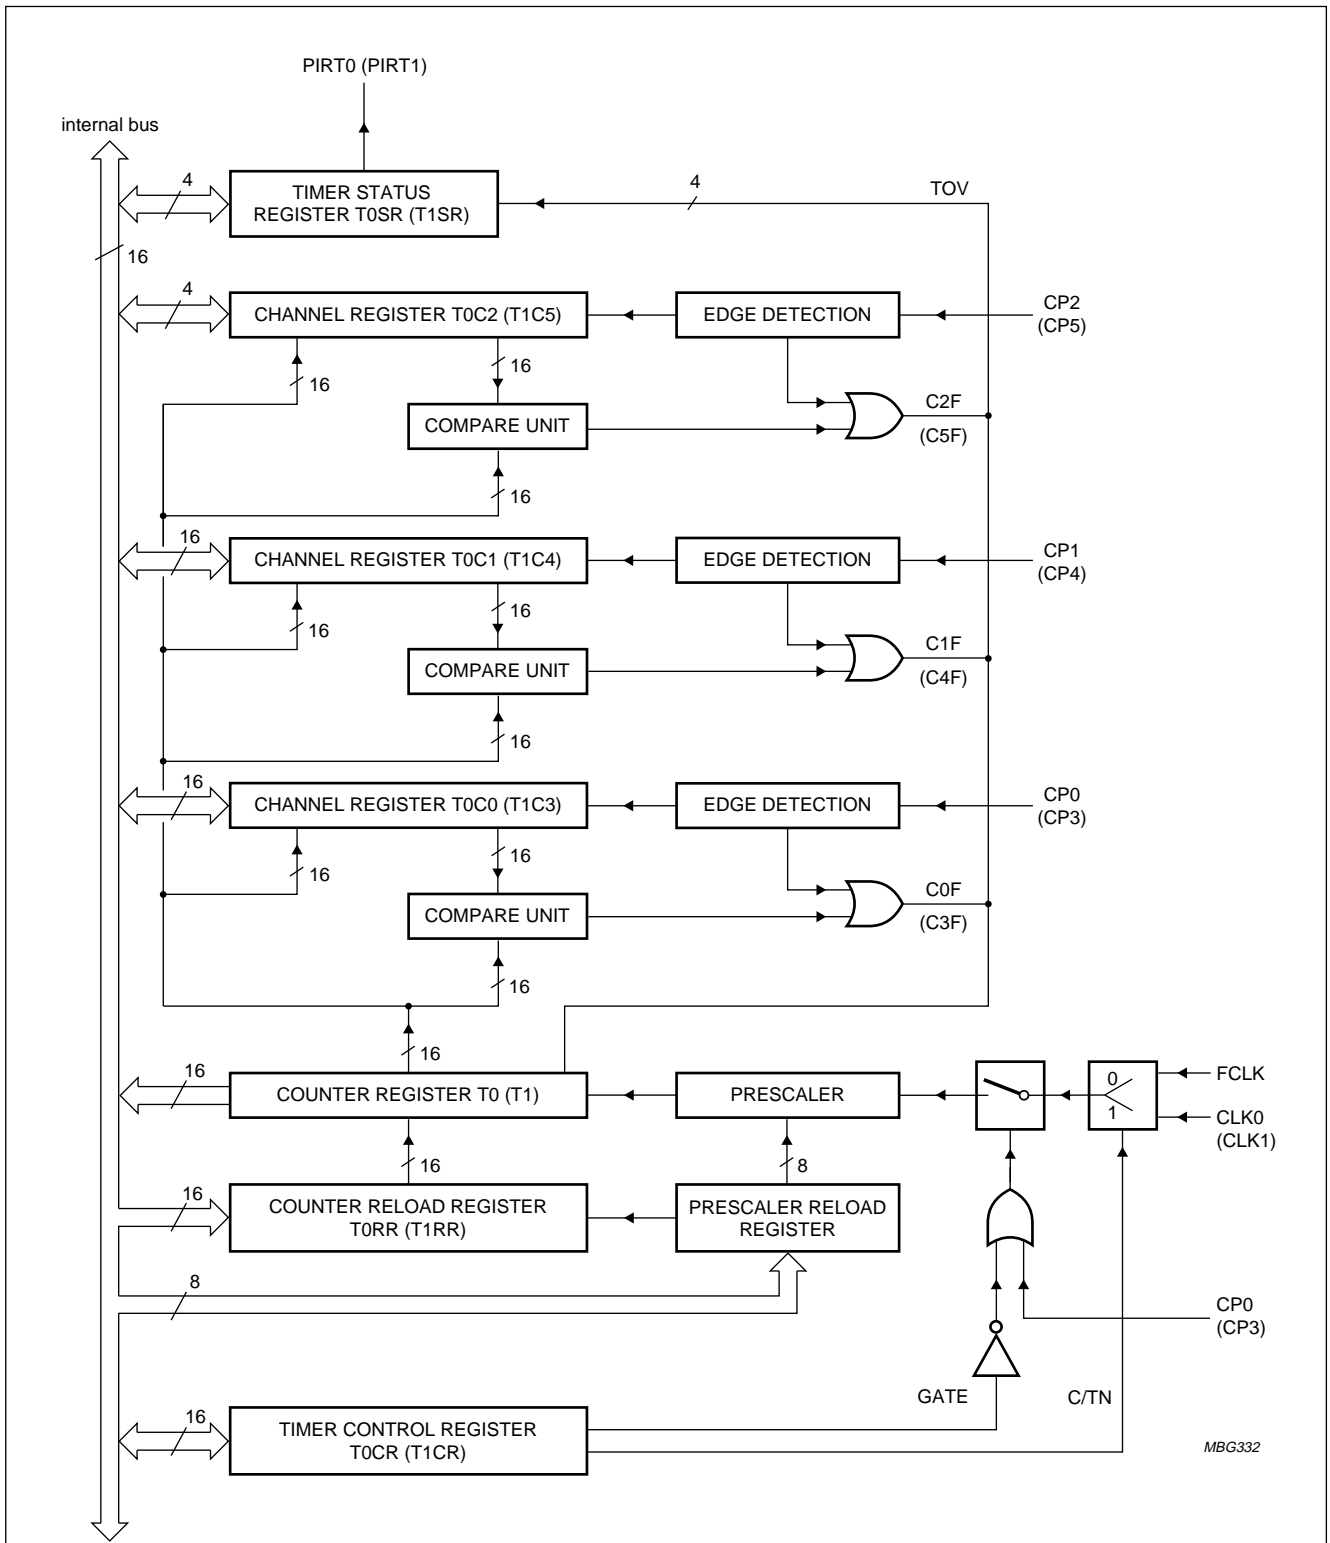 PIRT0 (PIRT1)
internal bus
4
TIMER STATUS
REGISTER T0SR (T1SR)
4
TOV
16
4
CHANNEL REGISTER T0C2 (T1C5)
EDGE DETECTION
CP2
(CP5)
16
16
COMPARE UNIT
C2F
(C5F)
16
16
CHANNEL REGISTER T0C1 (T1C4)
EDGE DETECTION
CP1
(CP4)
16
16
COMPARE UNIT
C1F
(C4F)
16
16
CHANNEL REGISTER T0C0 (T1C3)
EDGE DETECTION
CP0
(CP3)
16
16
COMPARE UNIT
C0F
(C3F)
16
16
16
COUNTER REGISTER T0 (T1)
PRESCALER
0
1
FCLK
CLK0
(CLK1)
16
8
16
COUNTER RELOAD REGISTER
T0RR (T1RR)
PRESCALER RELOAD
REGISTER
8
CP0
(CP3)
GATE
C/TN
16
TIMER CONTROL REGISTER
T0CR (T1CR)
MBG332